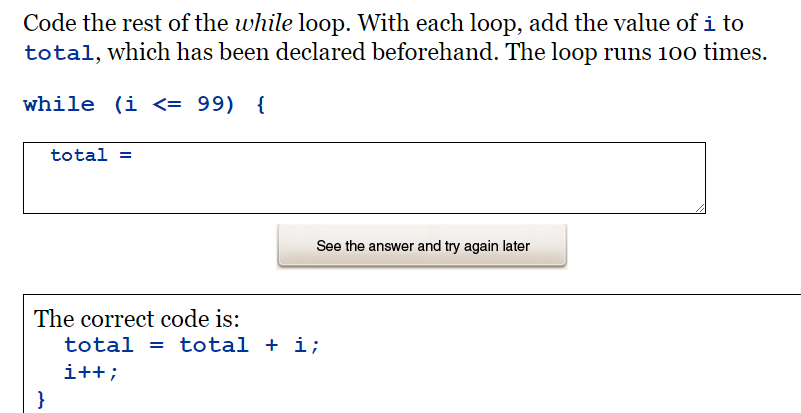 Code the rest of the while loop. With each loop, add the value of i to
total, which has been declared beforehand. The loop runs 100 times.
while (i <= 99) {
total =
See the answer and try again later
The correct code is:
total = total + i;
i++;
}